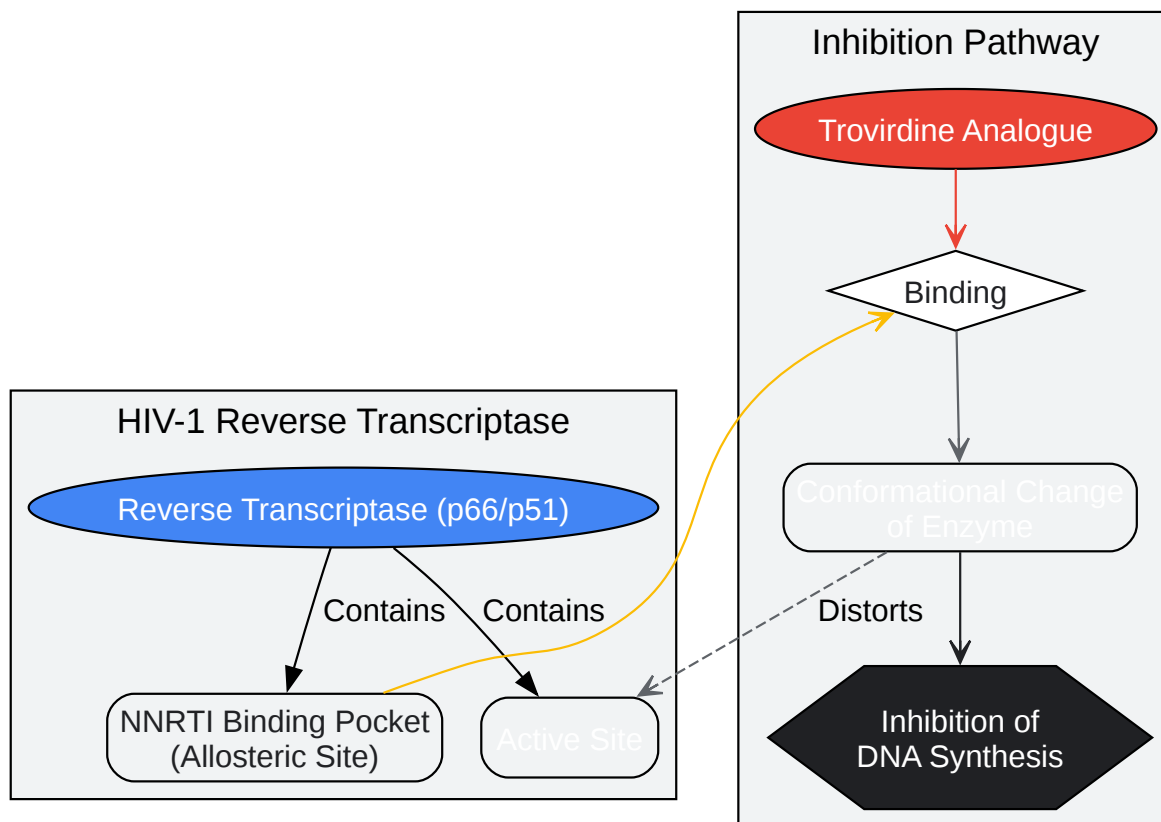 Inhibition Pathway
Trovirdine Analogue
Binding
HIV-1 Reverse Transcriptase
Reverse Transcriptase (p66/p51)
Conformational Change
of Enzyme
Contains
Contains
Distorts
NNRTI Binding Pocket
(Allosteric Site)
Active Site
Inhibition of
DNA Synthesis